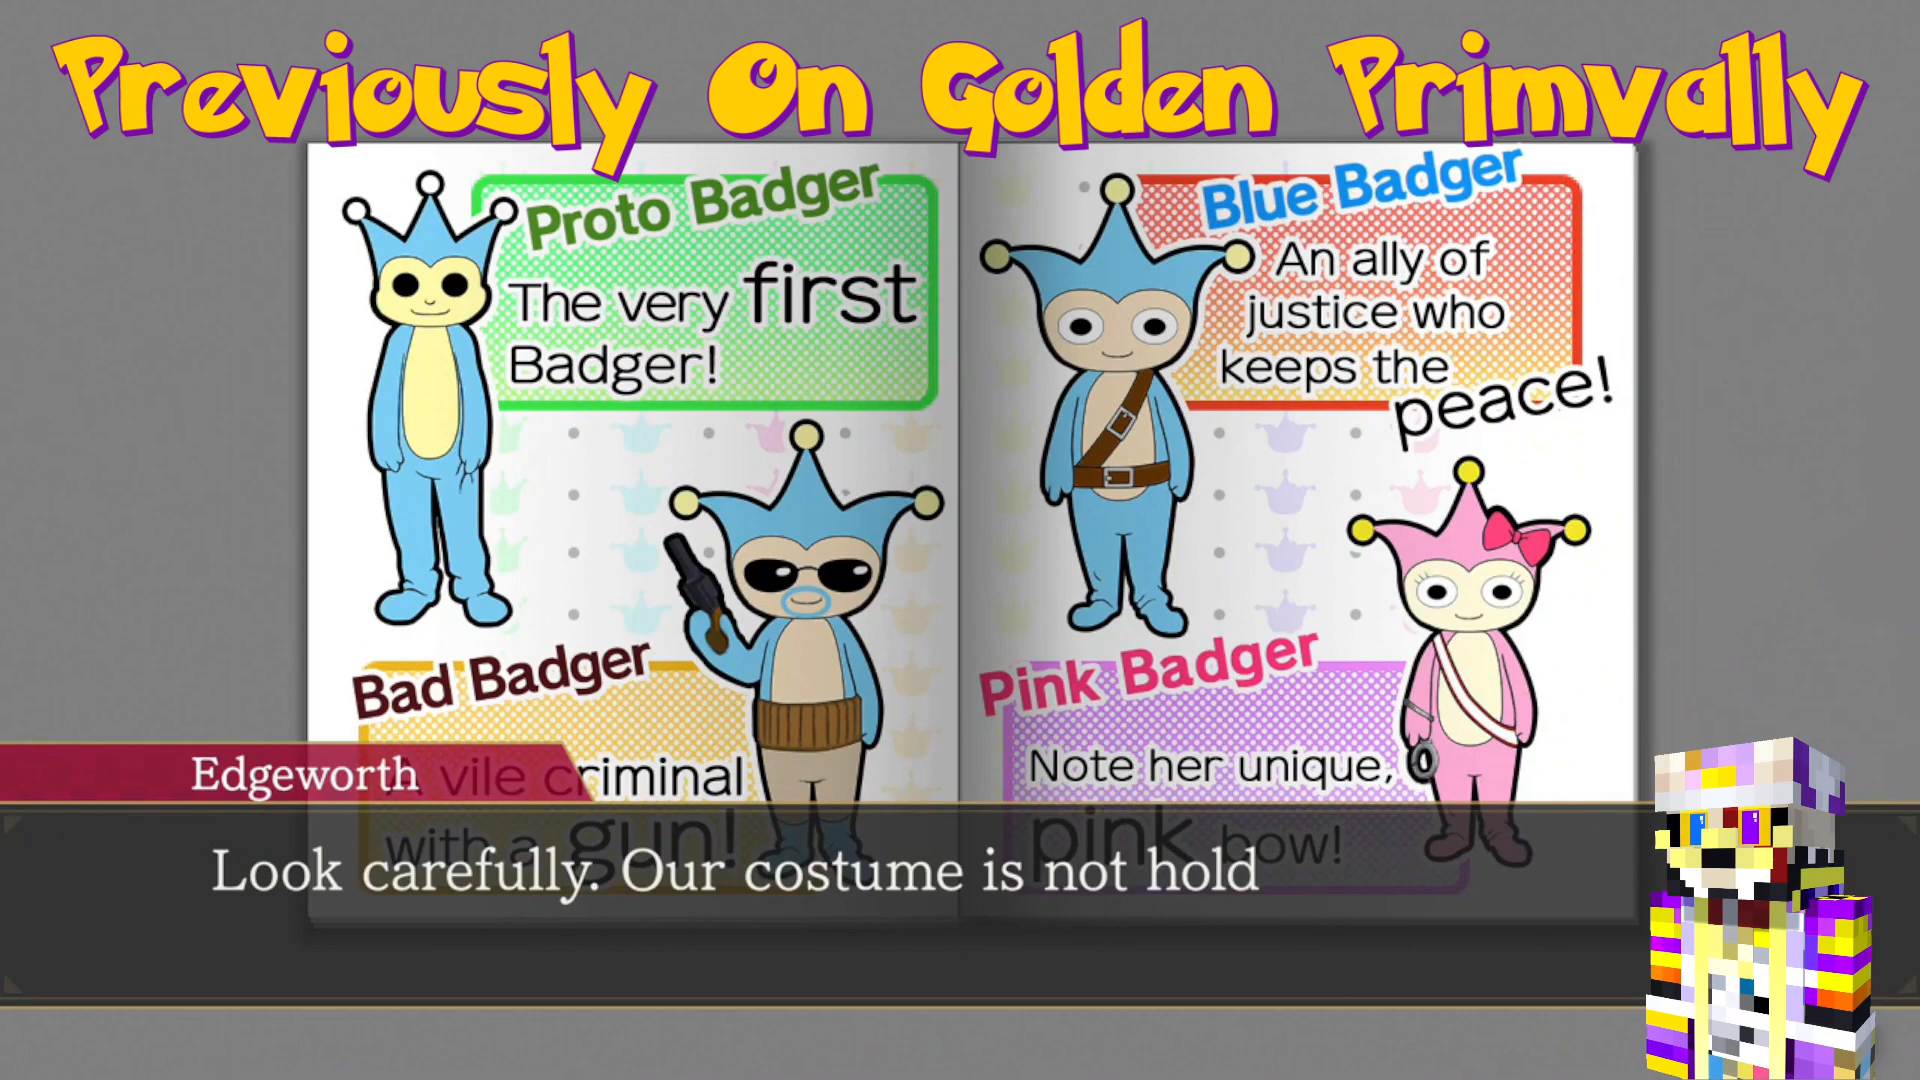 Previously On Golden Primvally
Proto Badger
The very first
Badger!
Blue Badger
An ally of
justice who
keeps the
peace!
Bad Badger
A vile criminal
with a gun!
Pink Badger
Note her unique,
pink bow!
Edgeworth
Look carefully. Our costume is not hold